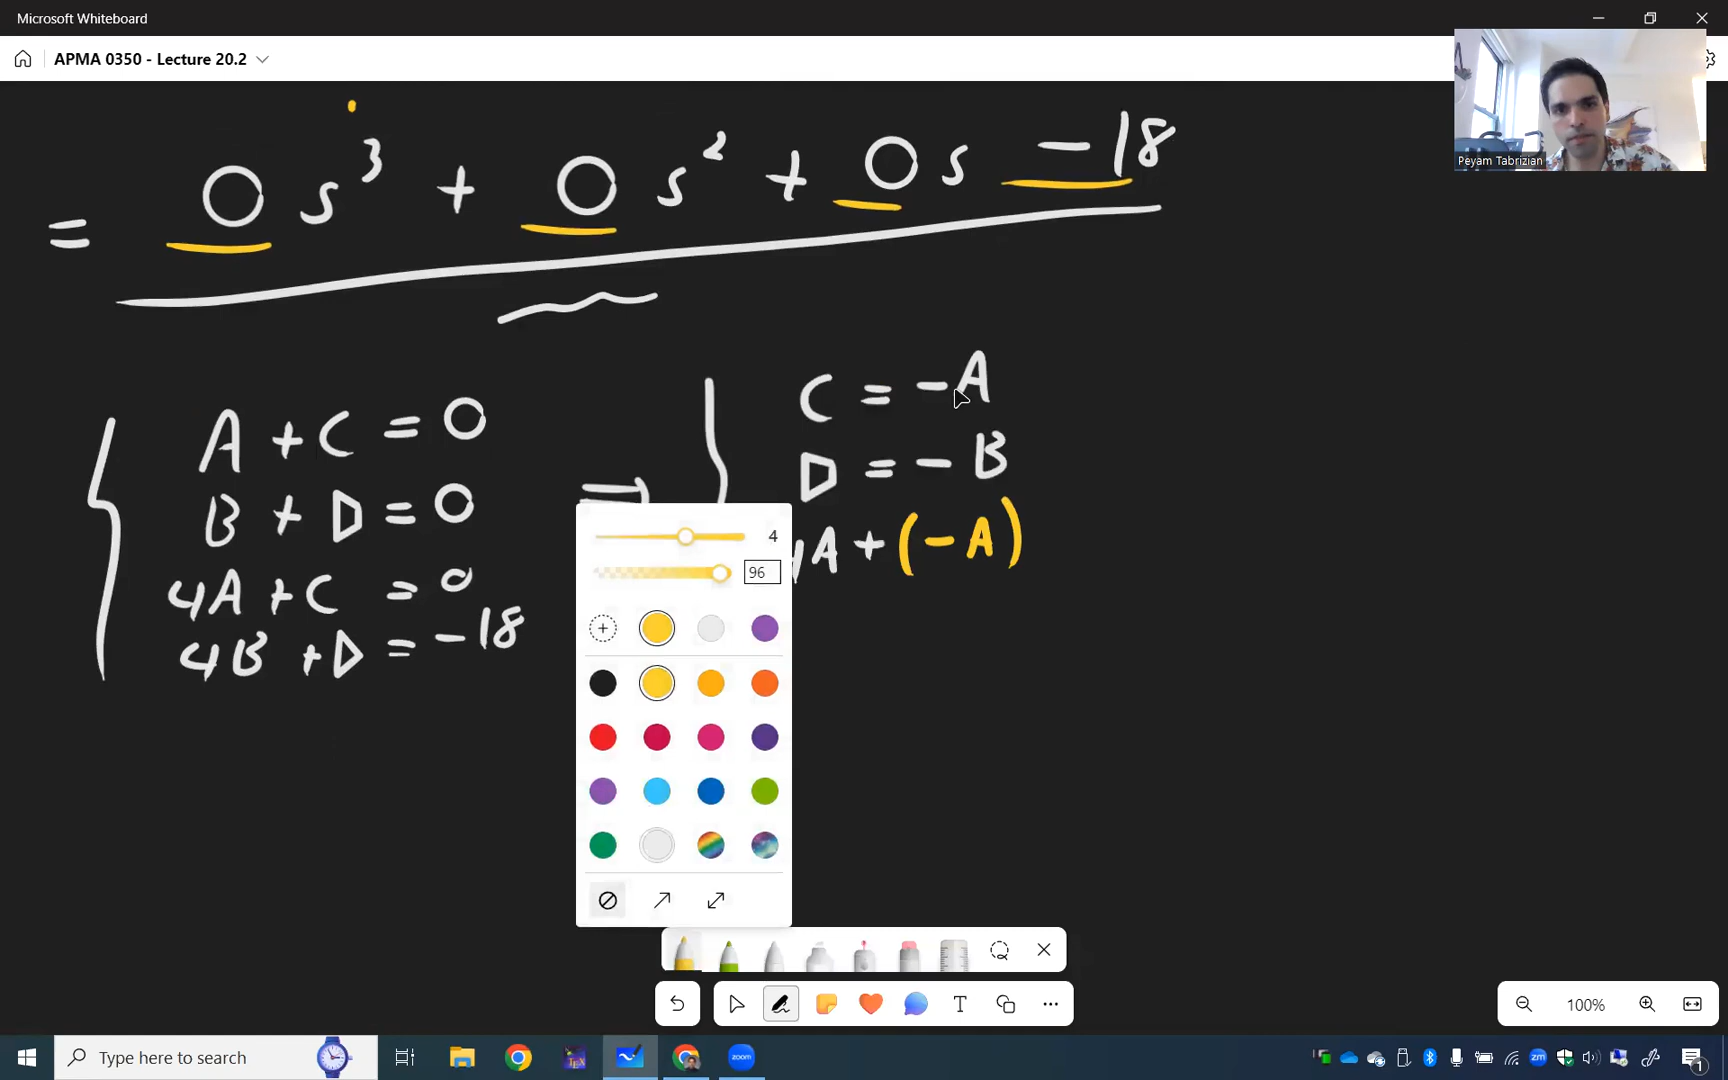 Microsoft Whiteboard
APMA 0350 - Lecture 20.2
Peyam Tabrizian
= 0 s³ + 0 s² + 0 s - 18
A + C = 0
B + D = 0
4A + C = 0
4B + D = -18
⇒
C = -A
D = -B
4A + (-A)
4
96
100%
Type here to search
1